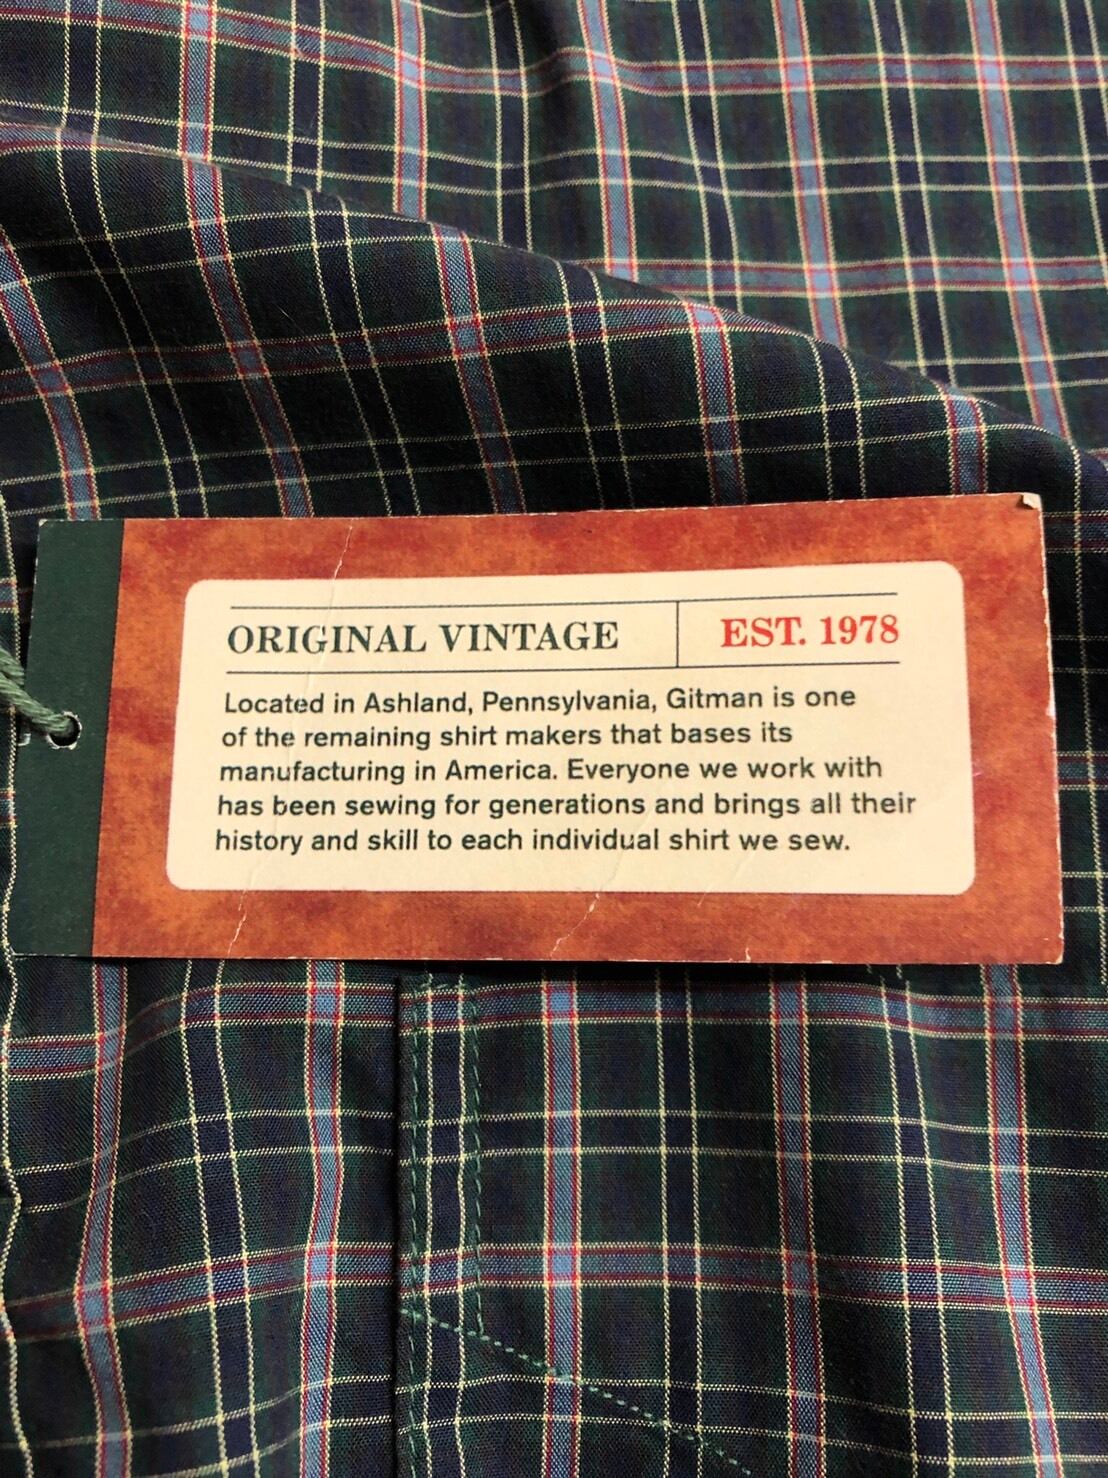 ORIGINAL VINTAGE EST. 1978
Located in Ashland, Pennsylvania, Gitman is one
of the remaining shirt makers that bases its
manufacturing in America. Everyone we work with
has been sewing for generations and brings all their
history and skill to each individual shirt we sew.